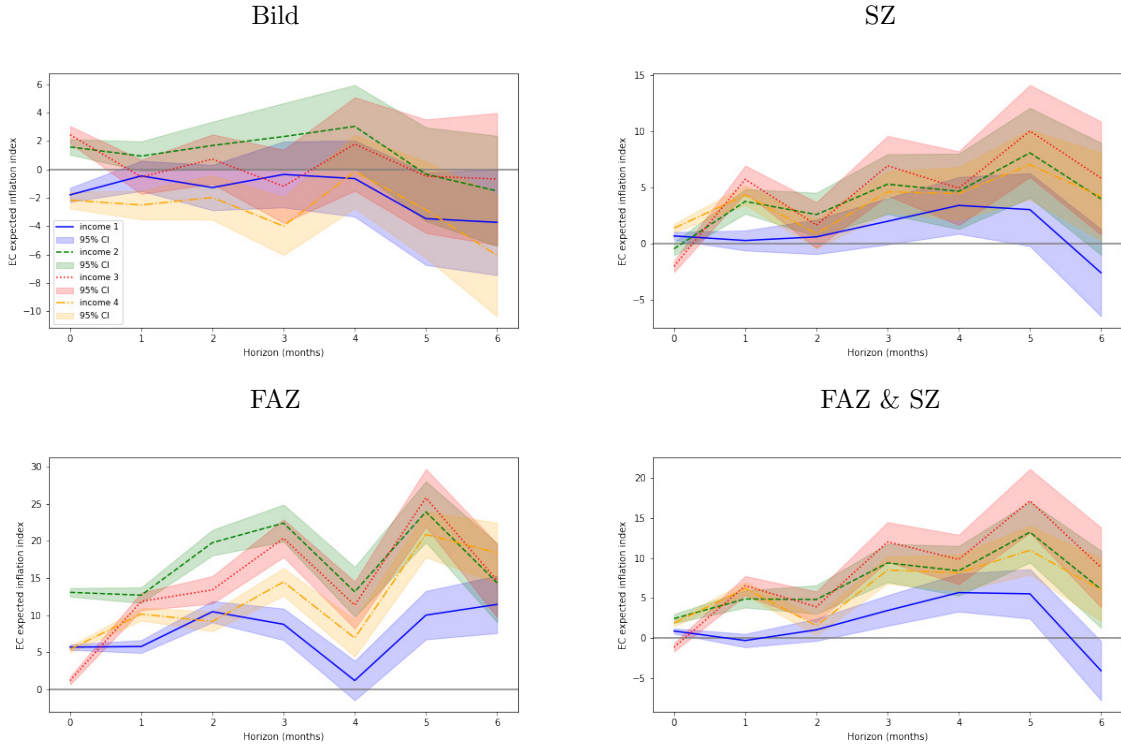 Bild
EC expected inflation index
6
4
2
0
−2
−4
−6
−8
−10
income 1
95% CI
income 2
95% CI
income 3
95% CI
income 4
95% CI
0 1 2 3 4 5 6
Horizon (months)
SZ
EC expected inflation index
15
10
5
0
−5
0 1 2 3 4 5 6
Horizon (months)
FAZ
EC expected inflation index
30
25
20
15
10
5
0
0 1 2 3 4 5 6
Horizon (months)
FAZ & SZ
EC expected inflation index
20
15
10
5
0
−5
0 1 2 3 4 5 6
Horizon (months)